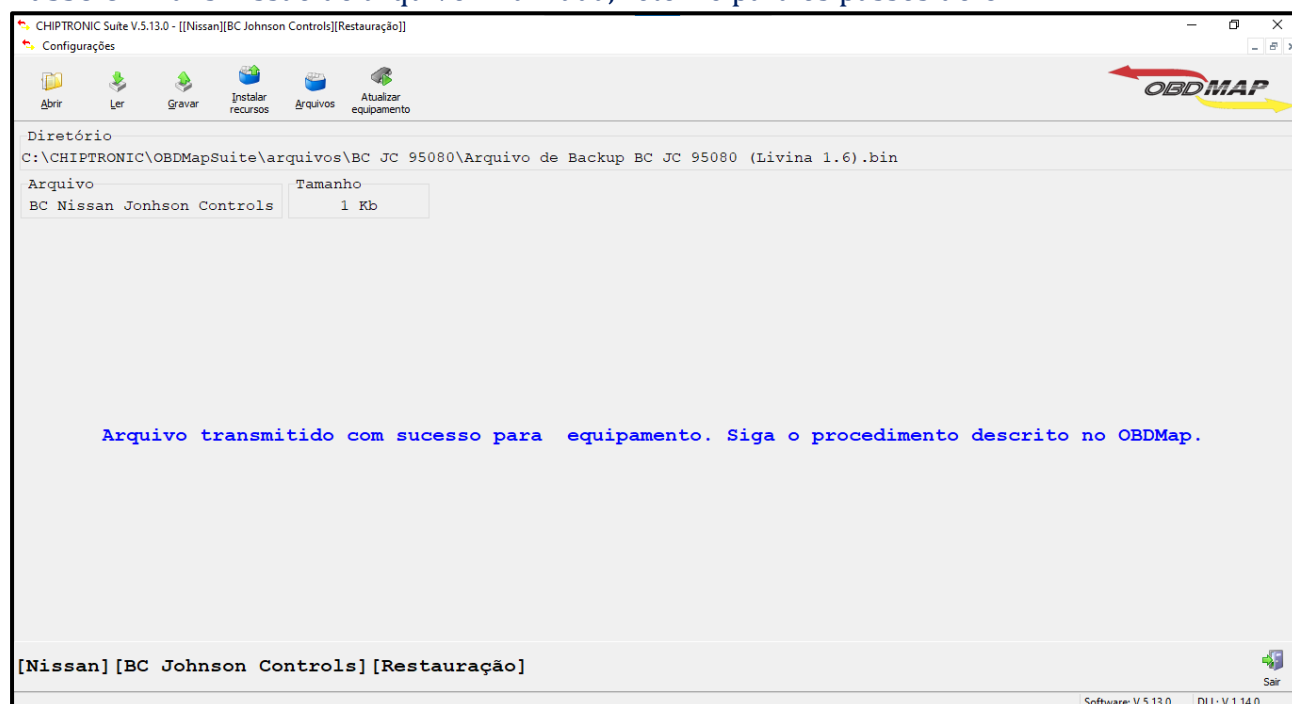 CHIPTRONIC Suite V.5.13.0 - [[Nissan][BC Johnson Controls][Restauração]]
Configurações
Abrir
Ler
Gravar
Instalar
recursos
Arquivos
Atualizar
equipamento
OBDMAP
Diretório
C:\CHIPTRONIC\OBDMapSuite\arquivos\BC JC 95080\Arquivo de Backup BC JC 95080 (Livina 1.6).bin
Arquivo
BC Nissan Jonhson Controls
Tamanho
1 Kb
Arquivo transmitido com sucesso para equipamento. Siga o procedimento descrito no OBDMap.
[Nissan][BC Johnson Controls][Restauração]
Sair
Software: V 5.13.0 DLL: V 1.14.0